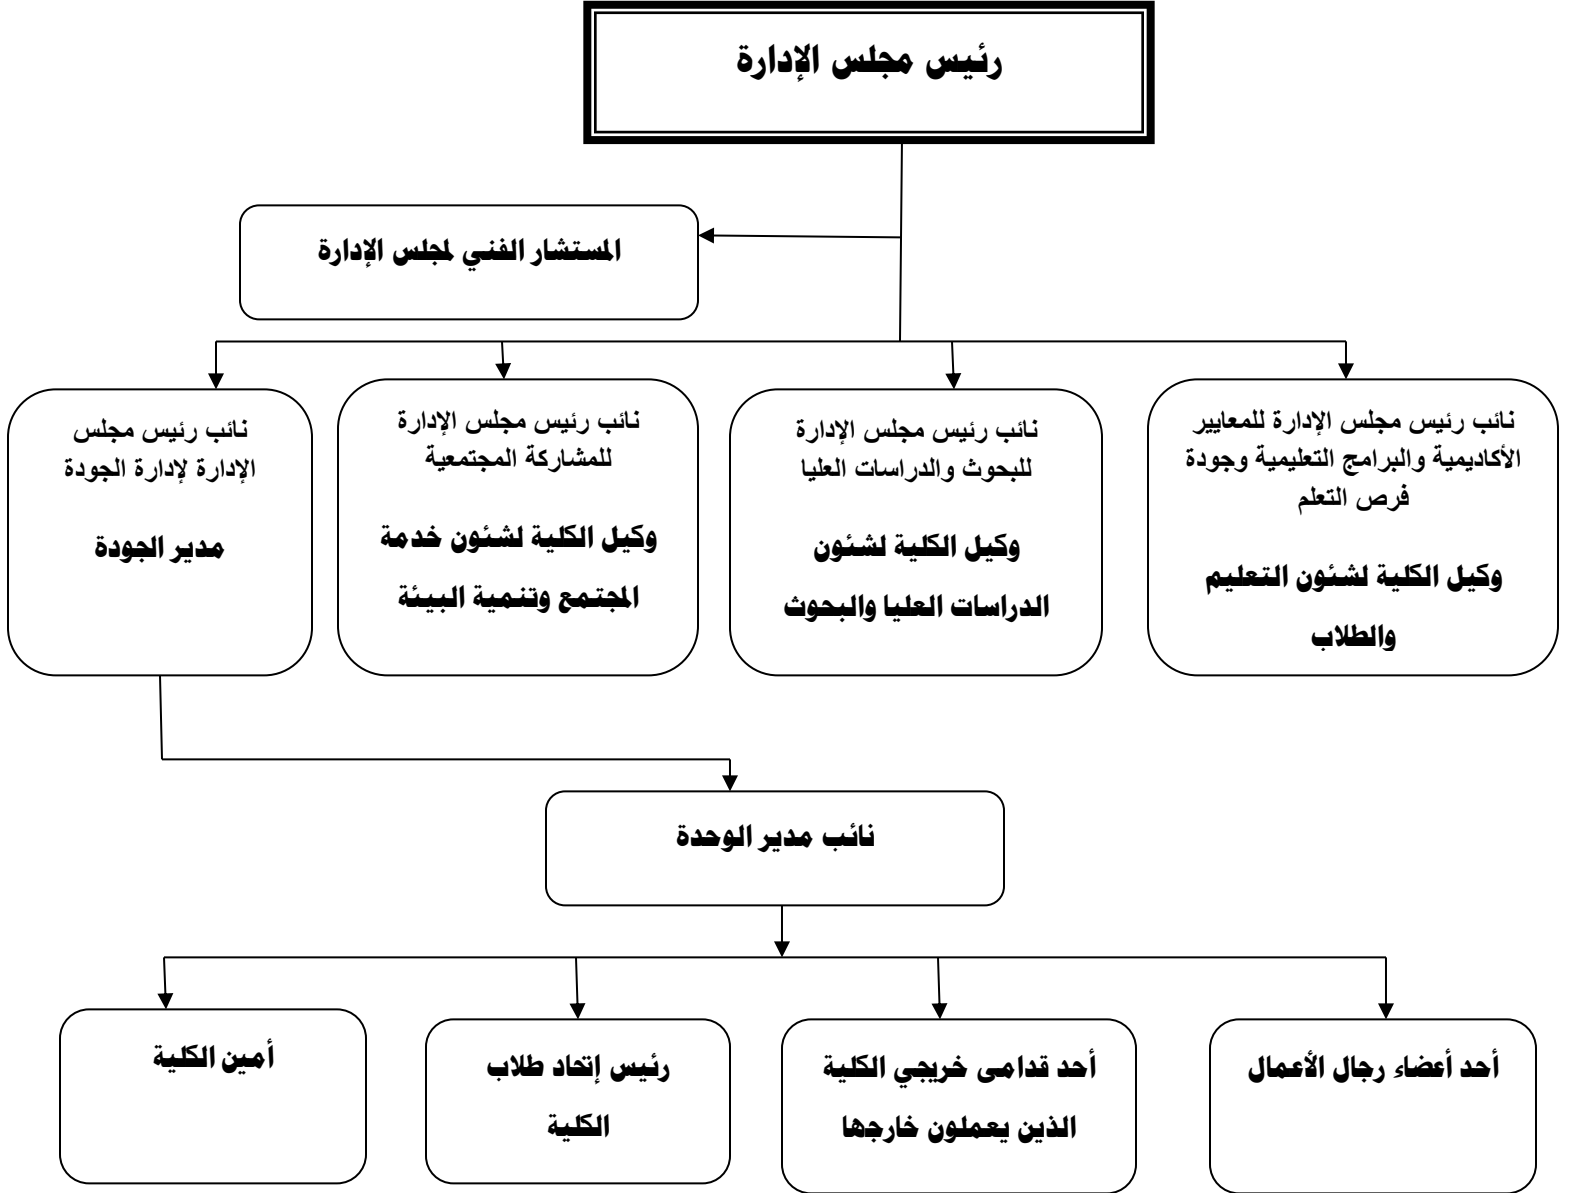 رئيس مجلس الإدارة
المستشار الفني لمجلس الإدارة
نائب رئيس مجلس الإدارة للمعايير
الأكاديمية والبرامج التعليمية وجودة
فرص التعلم
وكيل الكلية لشئون التعليم
والطلاب
نائب رئيس مجلس الإدارة
للبحوث والدراسات العليا
وكيل الكلية لشئون
الدراسات العليا والبحوث
نائب رئيس مجلس الإدارة
للمشاركة المجتمعية
وكيل الكلية لشئون خدمة
المجتمع وتنمية البيئة
نائب رئيس مجلس
الإدارة لإدارة الجودة
مدير الجودة
نائب مدير الوحدة
أحد أعضاء رجال الأعمال
أحد قدامى خريجي الكلية
الذين يعملون خارجها
رئيس إتحاد طلاب
الكلية
أمين الكلية